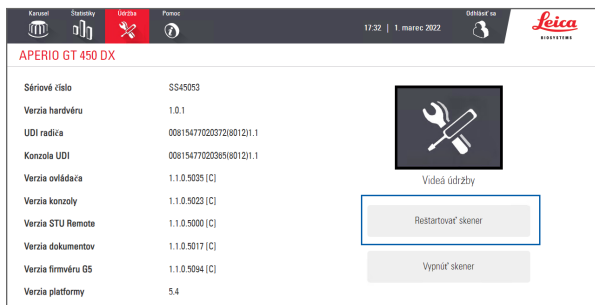 Karusel Štatistiky Údržba Pomoc Odhlásiť sa
17:32 | 1. marec 2022
Leica
BIOSYSTEMS
APERIO GT 450 DX
Sériové číslo SS45053
Verzia hardvéru 1.0.1
UDI radiča 00815477020372(8012)1.1
Konzola UDI 00815477020365(8012)1.1
Verzia ovládača 1.1.0.5035 [C]
Verzia konzoly 1.1.0.5023 [C]
Verzia STU Remote 1.1.0.5000 [C]
Verzia dokumentov 1.1.0.5017 [C]
Verzia firmvéru G5 1.1.0.5094 [C]
Verzia platformy 5.4
Videá údržby
Reštartovať skener
Vypnúť skener